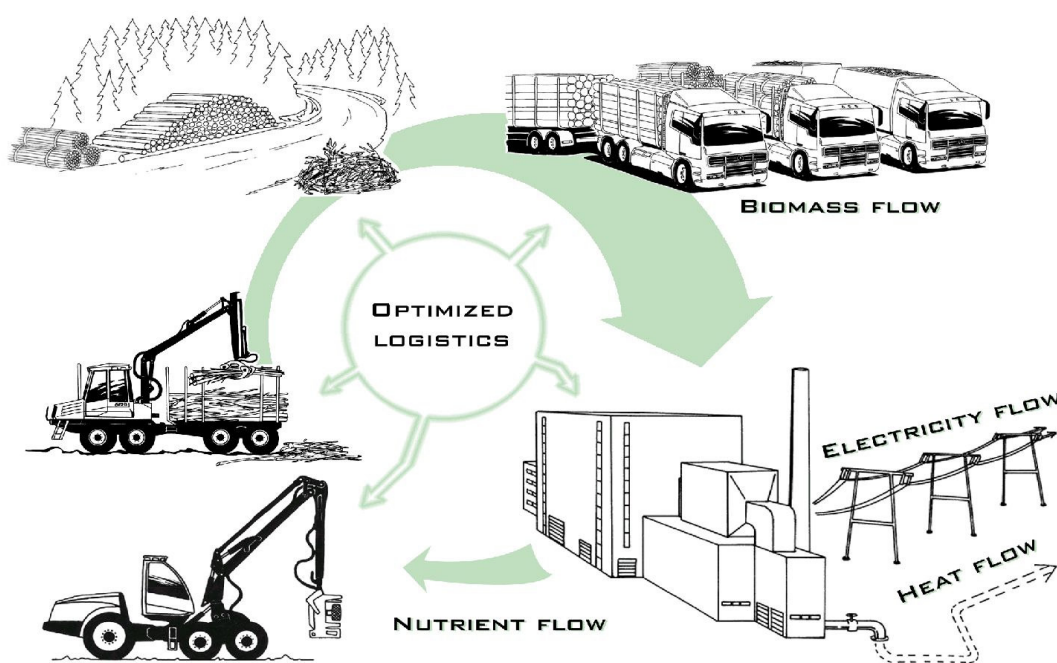 BIOMASS FLOW
OPTIMIZED
LOGISTICS
ELECTRICITY FLOW
HEAT FLOW
NUTRIENT FLOW